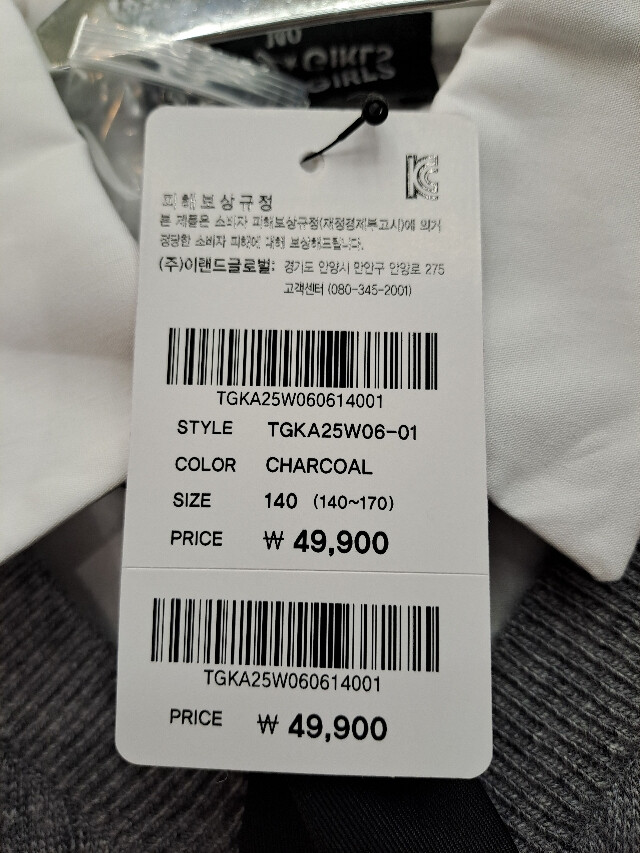 NO
GIRLS
GIRLS
KC
피해보상규정
본 제품은 소비자 피해보상규정(재정경제부고시)에 의거
정당한 소비자 피해에 대해 보상해드립니다.
(주)이랜드글로벌: 경기도 안양시 만안구 안양로 275
고객센터 (080-345-2001)
TGKA25W060614001
STYLE TGKA25W06-01
COLOR CHARCOAL
SIZE 140 (140~170)
PRICE ₩ 49,900
TGKA25W060614001
PRICE ₩ 49,900